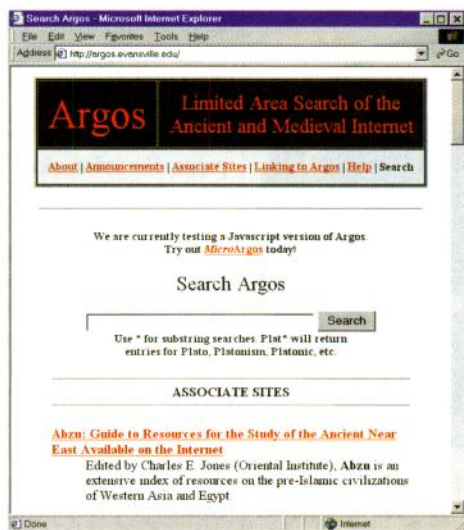 Search Argos - Microsoft Internet Explorer
File Edit View Favorites Tools Help
Address http://argos.evansville.edu/ Go
Argos
Limited Area Search of the
Ancient and Medieval Internet
About | Announcements | Associate Sites | Linking to Argos | Help | Search
We are currently testing a Javascript version of Argos.
Try out MicroArgos today!
Search Argos
Search
Use * for substring searches. Plat* will return
entries for Plato, Platonism, Platonic, etc.
ASSOCIATE SITES
Abzu: Guide to Resources for the Study of the Ancient Near
East Available on the Internet
Edited by Charles E. Jones (Oriental Institute), Abzu is an
extensive index of resources on the pre-Islamic civilizations
of Western Asia and Egypt.
Done Internet